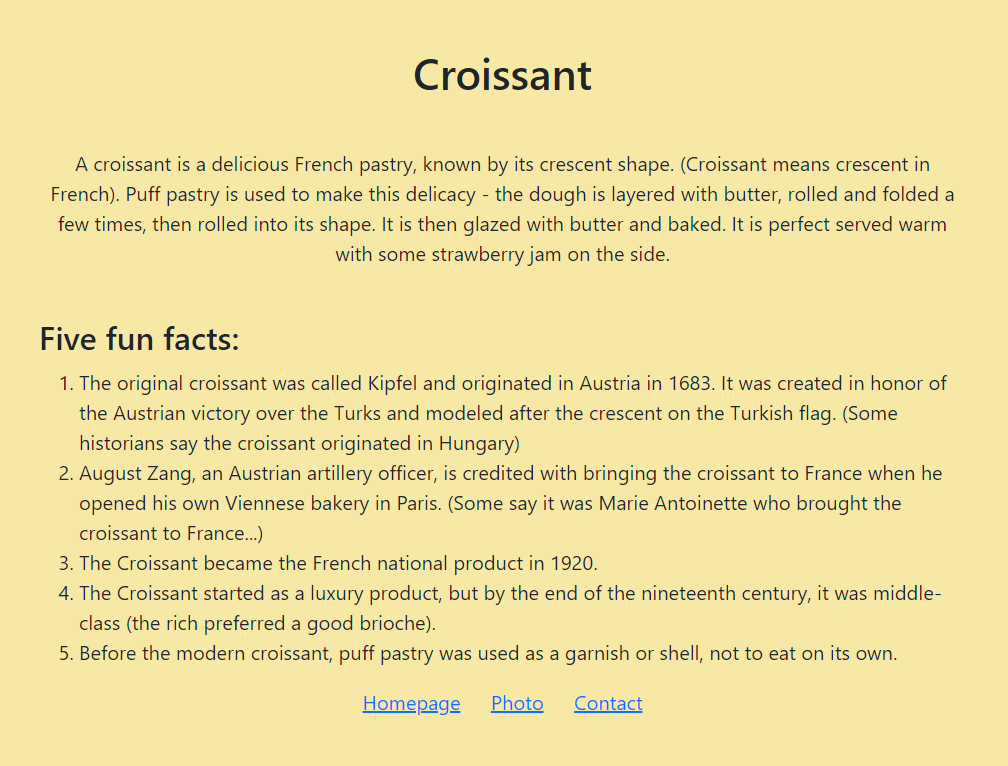 Croissant
A croissant is a delicious French pastry, known by its crescent shape. (Croissant means crescent in
French). Puff pastry is used to make this delicacy - the dough is layered with butter, rolled and folded a
few times, then rolled into its shape. It is then glazed with butter and baked. It is perfect served warm
with some strawberry jam on the side.
Five fun facts:
1. The original croissant was called Kipfel and originated in Austria in 1683. It was created in honor of
the Austrian victory over the Turks and modeled after the crescent on the Turkish flag. (Some
historians say the croissant originated in Hungary)
2. August Zang, an Austrian artillery officer, is credited with bringing the croissant to France when he
opened his own Viennese bakery in Paris. (Some say it was Marie Antoinette who brought the
croissant to France...)
3. The Croissant became the French national product in 1920.
4. The Croissant started as a luxury product, but by the end of the nineteenth century, it was middle-
class (the rich preferred a good brioche).
5. Before the modern croissant, puff pastry was used as a garnish or shell, not to eat on its own.
Homepage Photo Contact